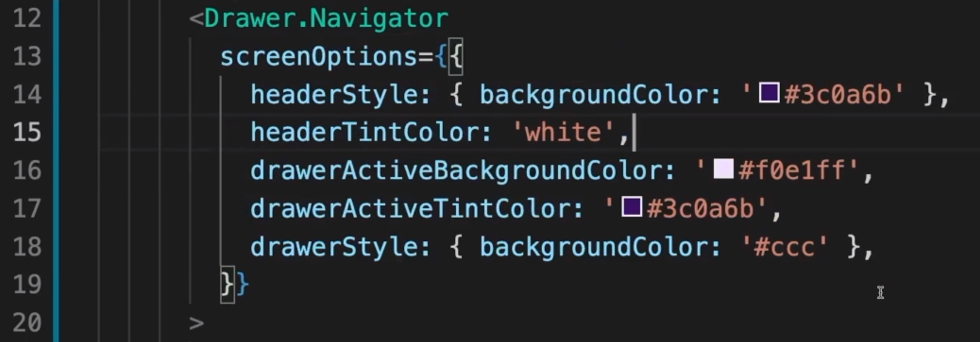 12 <Drawer.Navigator
13 screenOptions={{
14 headerStyle: { backgroundColor: '#3c0a6b' },
15 headerTintColor: 'white',
16 drawerActiveBackgroundColor: '#f0e1ff',
17 drawerActiveTintColor: '#3c0a6b',
18 drawerStyle: { backgroundColor: '#ccc' },
19 }}
20 >